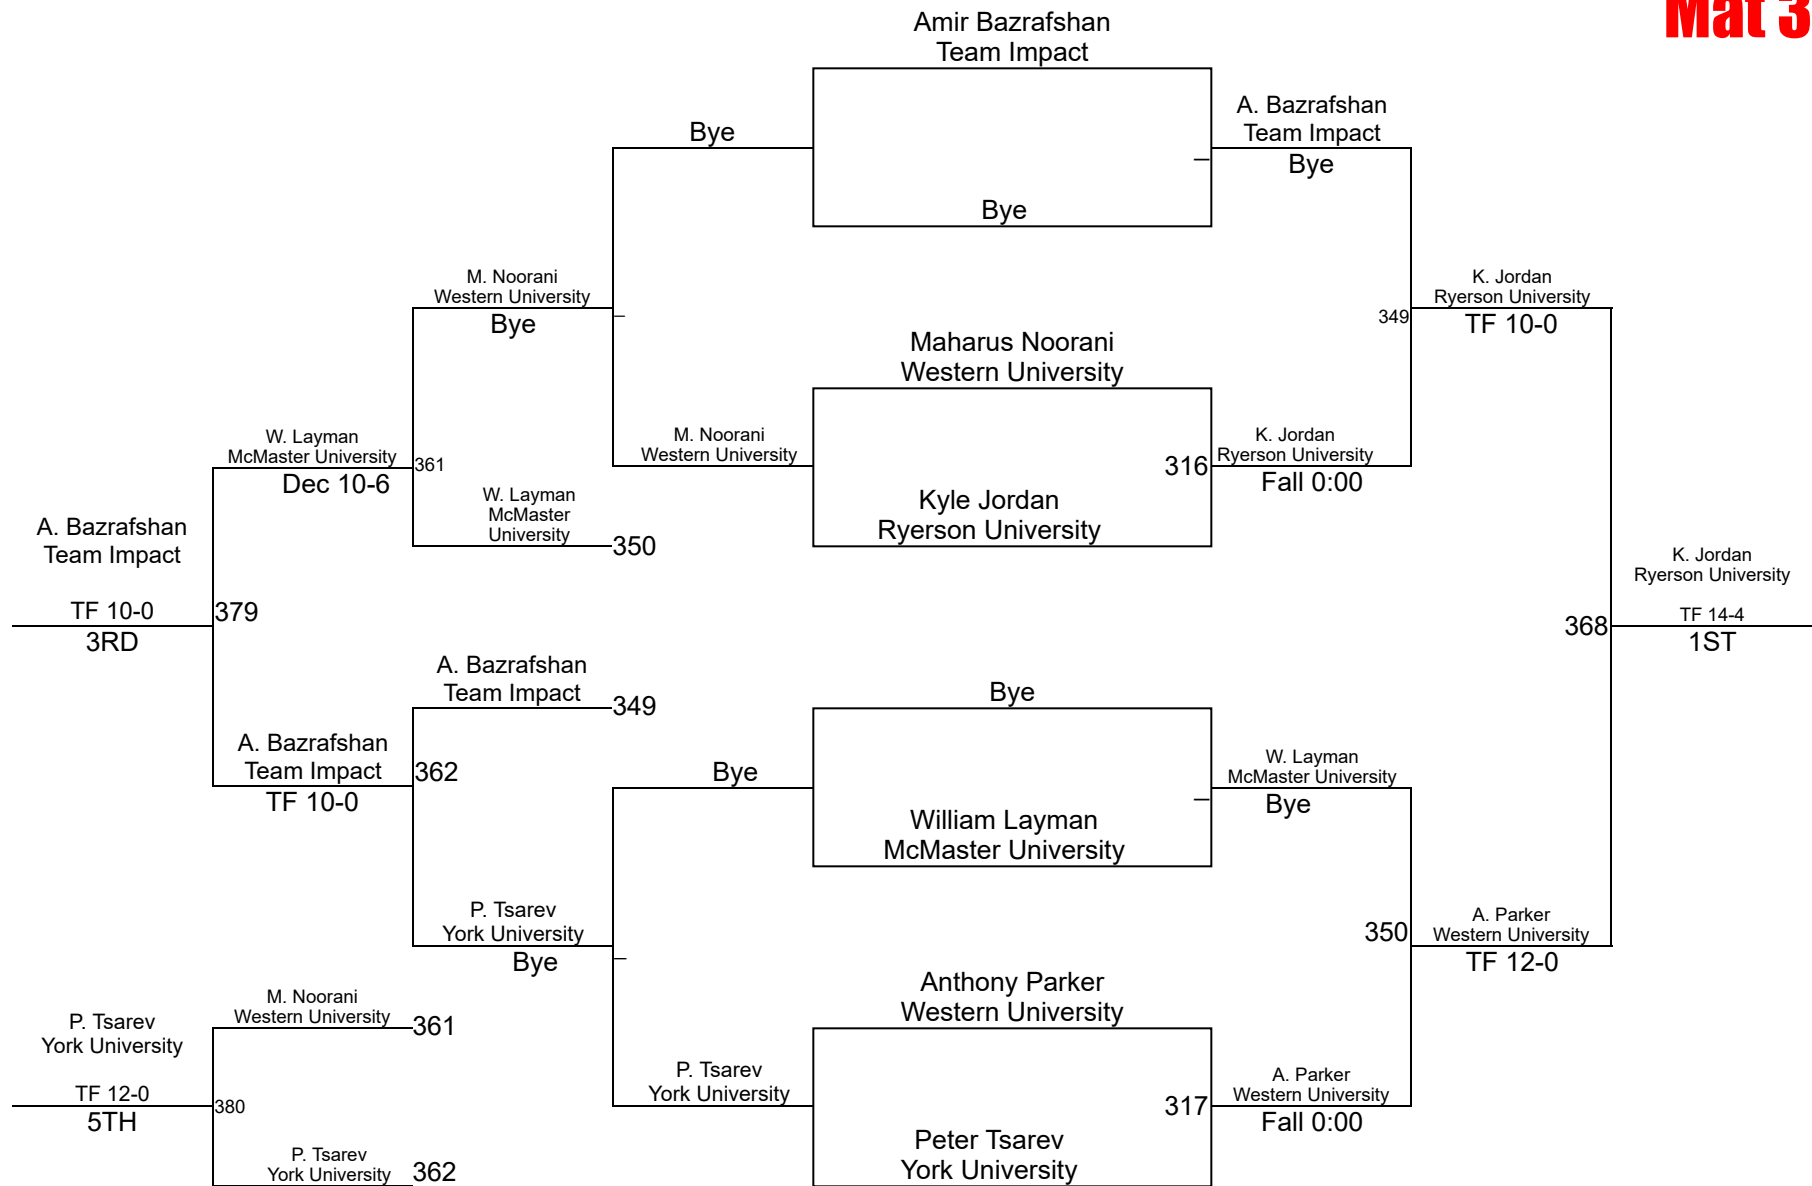 Mat 3
Amir Bazrafshan
Team Impact
Bye
A. Bazrafshan
Team Impact
Bye
Bye
M. Noorani
Western University
Bye
K. Jordan
Ryerson University
TF 10-0
349
Maharus Noorani
Western University
W. Layman
McMaster University
Dec 10-6
361
M. Noorani
Western University
316
K. Jordan
Ryerson University
Fall 0:00
W. Layman
McMaster
University
350
Kyle Jordan
Ryerson University
A. Bazrafshan
Team Impact
TF 10-0
3RD
379
K. Jordan
Ryerson University
TF 14-4
1ST
368
A. Bazrafshan
Team Impact
349
Bye
A. Bazrafshan
Team Impact
TF 10-0
362
Bye
W. Layman
McMaster University
Bye
William Layman
McMaster University
P. Tsarev
York University
Bye
350
A. Parker
Western University
TF 12-0
Anthony Parker
Western University
M. Noorani
Western University
361
P. Tsarev
York University
TF 12-0
5TH
380
P. Tsarev
York University
317
A. Parker
Western University
Fall 0:00
Peter Tsarev
York University
P. Tsarev
York University
362